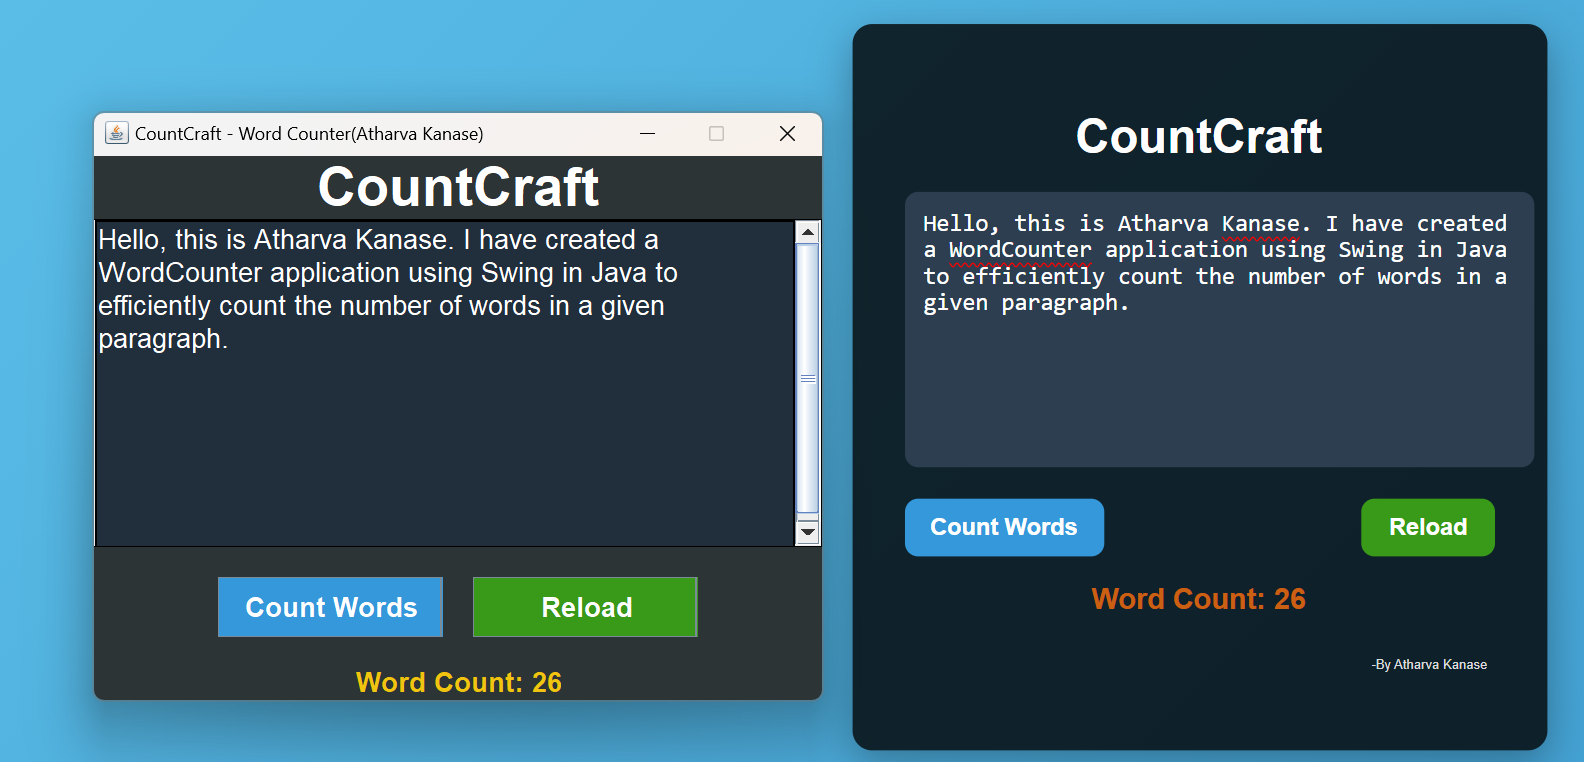 CountCraft - Word Counter(Atharva Kanase)
CountCraft
Hello, this is Atharva Kanase. I have created a
WordCounter application using Swing in Java to
efficiently count the number of words in a given
paragraph.
Count Words
Reload
Word Count: 26
CountCraft
Hello, this is Atharva Kanase. I have created
a WordCounter application using Swing in Java
to efficiently count the number of words in a
given paragraph.
Count Words
Reload
Word Count: 26
-By Atharva Kanase